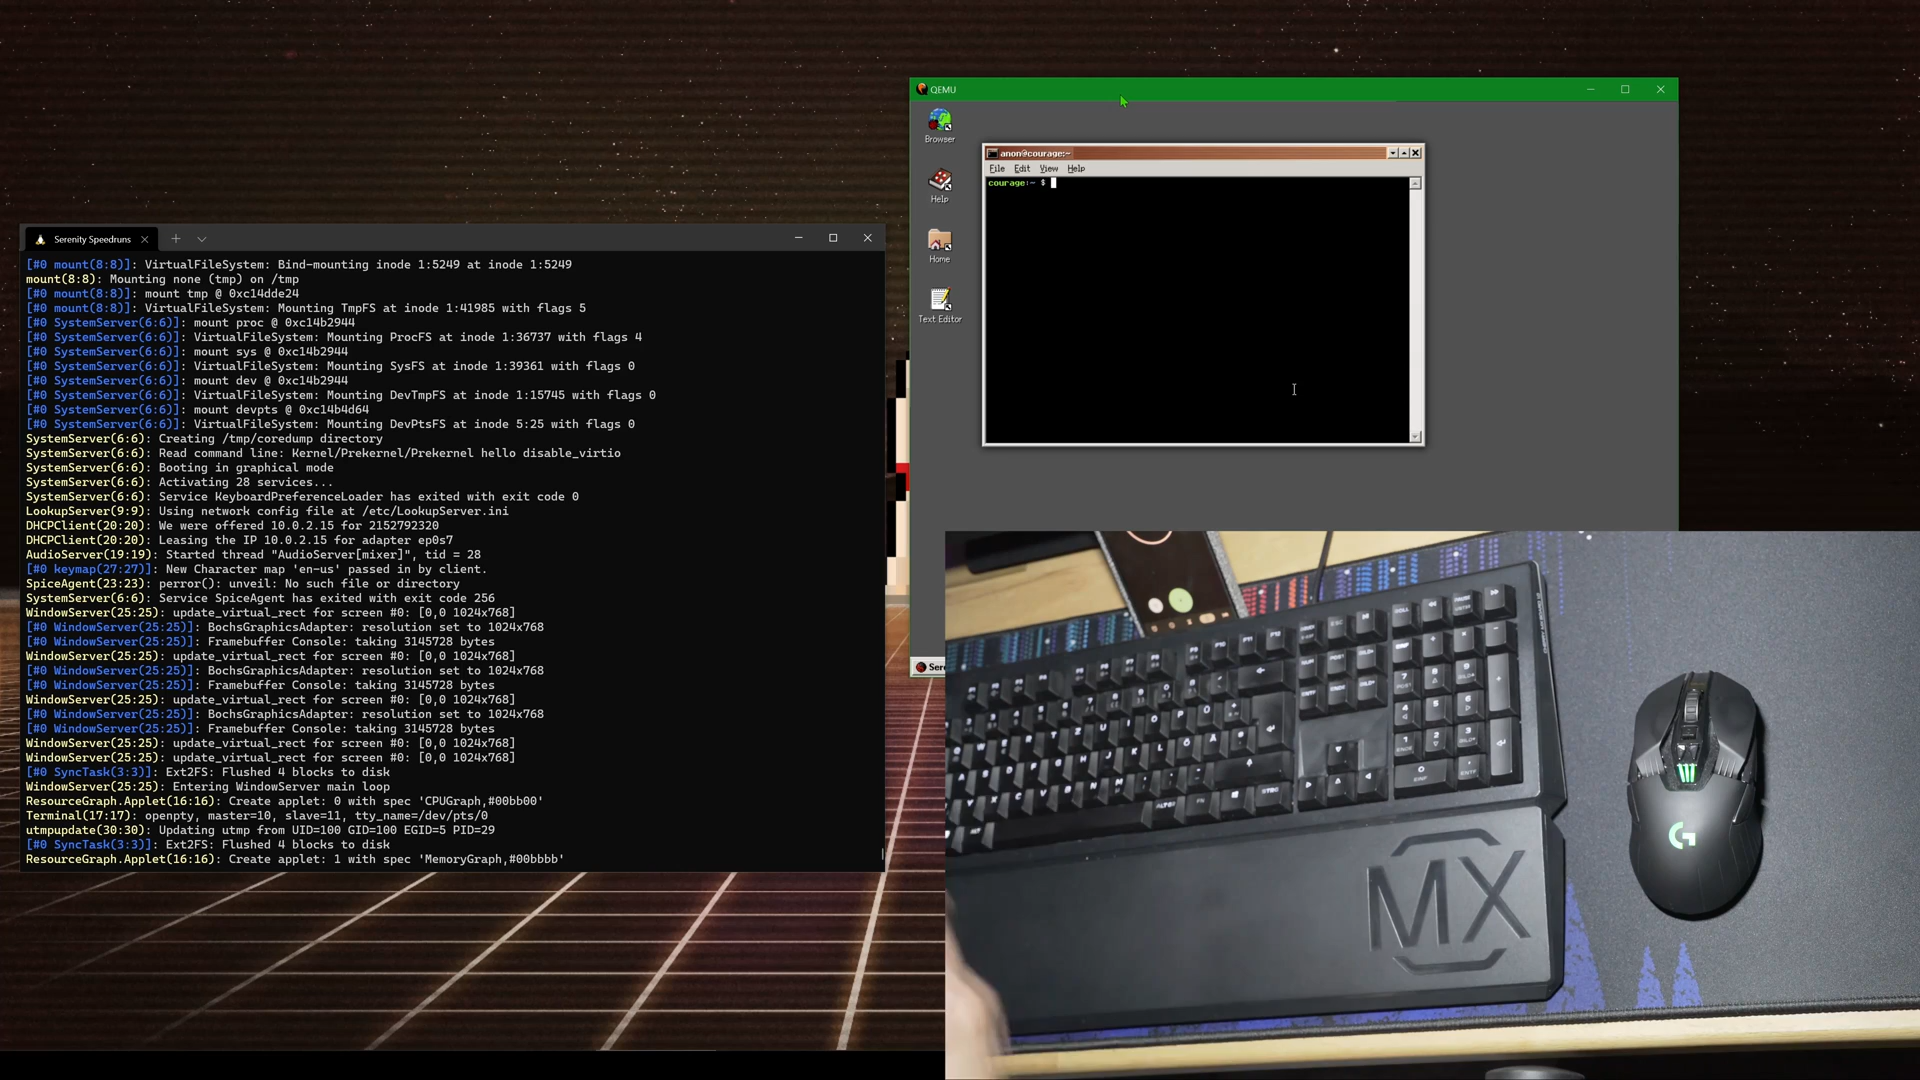 QEMU
Browser
Help
Home
Text Editor
anon@courage:~
File Edit View Help
courage:~ $
Ser
Serenity Speedruns
[#0 mount(8:8)]: VirtualFileSystem: Bind-mounting inode 1:5249 at inode 1:5249
mount(8:8): Mounting none (tmp) on /tmp
[#0 mount(8:8)]: mount tmp @ 0xc14dde24
[#0 mount(8:8)]: VirtualFileSystem: Mounting TmpFS at inode 1:41985 with flags 5
[#0 SystemServer(6:6)]: mount proc @ 0xc14b2944
[#0 SystemServer(6:6)]: VirtualFileSystem: Mounting ProcFS at inode 1:36737 with flags 4
[#0 SystemServer(6:6)]: mount sys @ 0xc14b2944
[#0 SystemServer(6:6)]: VirtualFileSystem: Mounting SysFS at inode 1:39361 with flags 0
[#0 SystemServer(6:6)]: mount dev @ 0xc14b2944
[#0 SystemServer(6:6)]: VirtualFileSystem: Mounting DevTmpFS at inode 1:15745 with flags 0
[#0 SystemServer(6:6)]: mount devpts @ 0xc14b4d64
[#0 SystemServer(6:6)]: VirtualFileSystem: Mounting DevPtsFS at inode 5:25 with flags 0
SystemServer(6:6): Creating /tmp/coredump directory
SystemServer(6:6): Read command line: Kernel/Prekernel/Prekernel hello disable_virtio
SystemServer(6:6): Booting in graphical mode
SystemServer(6:6): Activating 28 services...
SystemServer(6:6): Service KeyboardPreferenceLoader has exited with exit code 0
LookupServer(9:9): Using network config file at /etc/LookupServer.ini
DHCPClient(20:20): We were offered 10.0.2.15 for 2152792320
DHCPClient(20:20): Leasing the IP 10.0.2.15 for adapter ep0s7
AudioServer(19:19): Started thread "AudioServer[mixer]", tid = 28
[#0 keymap(27:27)]: New Character map 'en-us' passed in by client.
SpiceAgent(23:23): perror(): unveil: No such file or directory
SystemServer(6:6): Service SpiceAgent has exited with exit code 256
WindowServer(25:25): update_virtual_rect for screen #0: [0,0 1024x768]
[#0 WindowServer(25:25)]: BochsGraphicsAdapter: resolution set to 1024x768
[#0 WindowServer(25:25)]: Framebuffer Console: taking 3145728 bytes
WindowServer(25:25): update_virtual_rect for screen #0: [0,0 1024x768]
[#0 WindowServer(25:25)]: BochsGraphicsAdapter: resolution set to 1024x768
[#0 WindowServer(25:25)]: Framebuffer Console: taking 3145728 bytes
WindowServer(25:25): update_virtual_rect for screen #0: [0,0 1024x768]
[#0 WindowServer(25:25)]: BochsGraphicsAdapter: resolution set to 1024x768
[#0 WindowServer(25:25)]: Framebuffer Console: taking 3145728 bytes
WindowServer(25:25): update_virtual_rect for screen #0: [0,0 1024x768]
WindowServer(25:25): update_virtual_rect for screen #0: [0,0 1024x768]
[#0 SyncTask(3:3)]: Ext2FS: Flushed 4 blocks to disk
WindowServer(25:25): Entering WindowServer main loop
ResourceGraph.Applet(16:16): Create applet: 0 with spec 'CPUGraph,#00bb00'
Terminal(17:17): openpty, master=10, slave=11, tty_name=/dev/pts/0
utmpupdate(30:30): Updating utmp from UID=100 GID=100 EGID=5 PID=29
[#0 SyncTask(3:3)]: Ext2FS: Flushed 4 blocks to disk
ResourceGraph.Applet(16:16): Create applet: 1 with spec 'MemoryGraph,#00bbbb'
MX
G